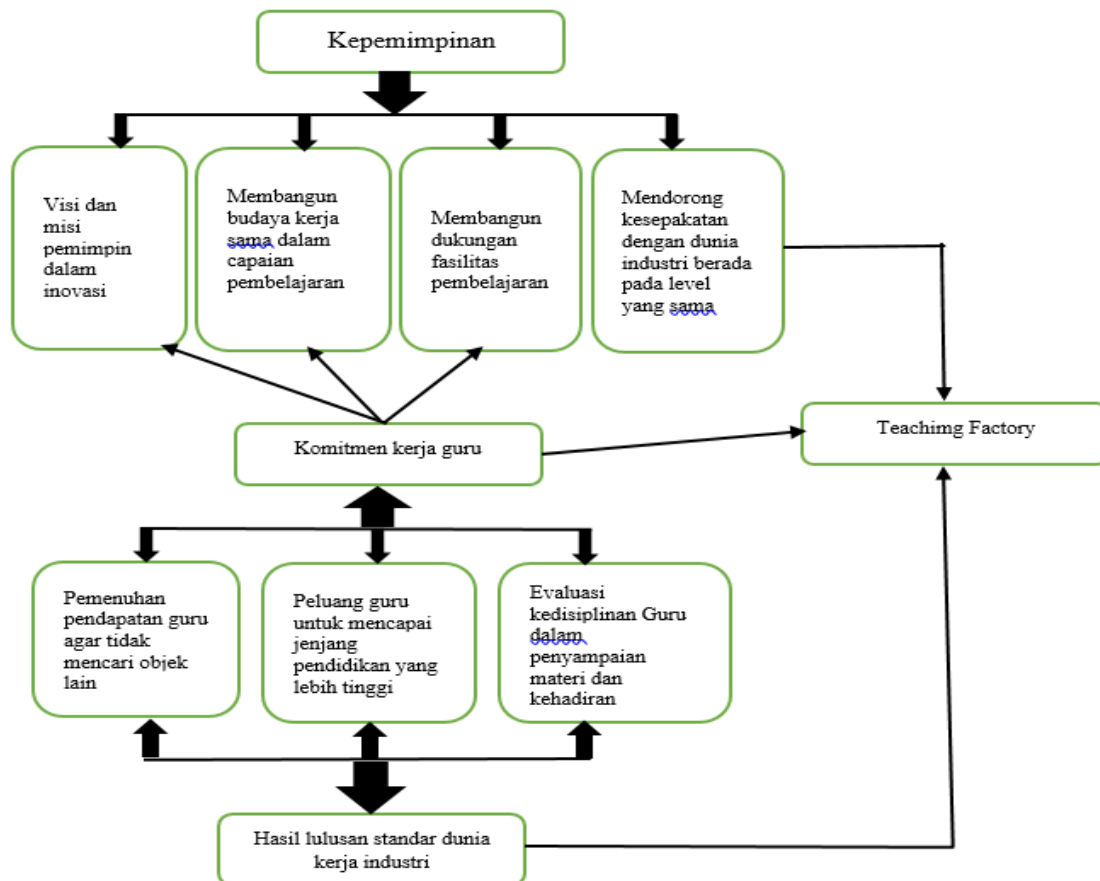 Kepemimpinan
Visi dan
misi
pemimpin
dalam
inovasi
Membangun
budaya kerja
sama dalam
capaian
pembelajaran
Membangun
dukungan
fasilitas
pembelajaran
Mendorong
kesepakatan
dengan dunia
industri berada
pada level
yang sama
Komitmen kerja guru
Teachimg Factory
Pemenuhan
pendapatan guru
agar tidak
mencari objek
lain
Peluang guru
untuk mencapai
jenjang
pendidikan yang
lebih tinggi
Evaluasi
kedisiplinan Guru
dalam
penyampaian
materi dan
kehadiran
Hasil lulusan standar dunia
kerja industri